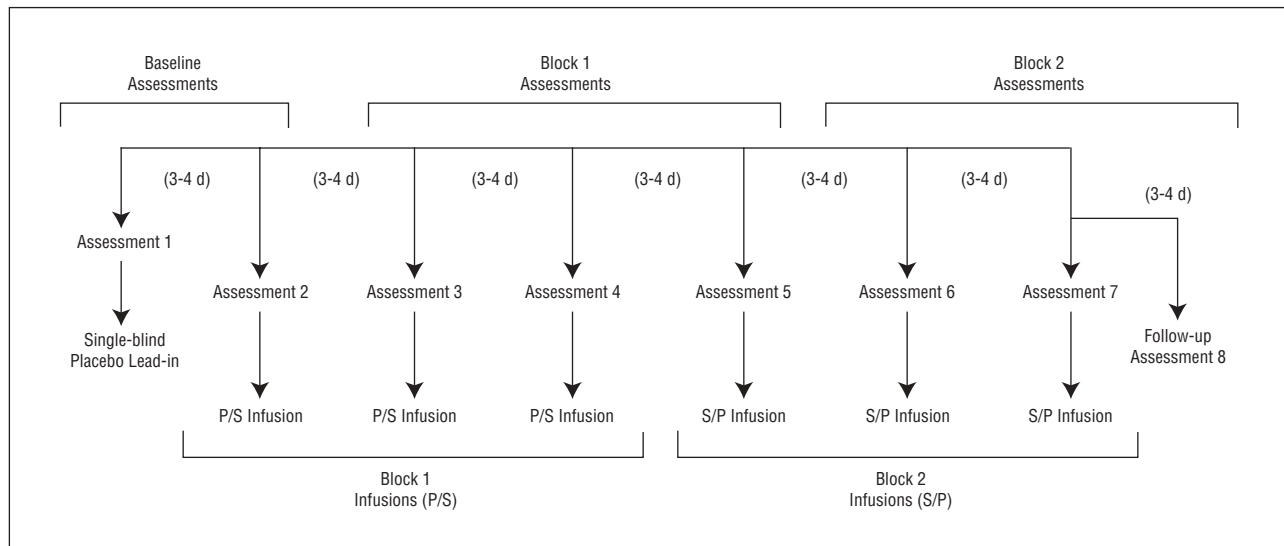 Baseline
Assessments
Block 1
Assessments
Block 2
Assessments
(3-4 d)
(3-4 d)
(3-4 d)
(3-4 d)
(3-4 d)
(3-4 d)
(3-4 d)
Assessment 1
Assessment 2
Assessment 3
Assessment 4
Assessment 5
Assessment 6
Assessment 7
Single-blind
Placebo Lead-in
Follow-up
Assessment 8
P/S Infusion
P/S Infusion
P/S Infusion
S/P Infusion
S/P Infusion
S/P Infusion
Block 1
Infusions (P/S)
Block 2
Infusions (S/P)